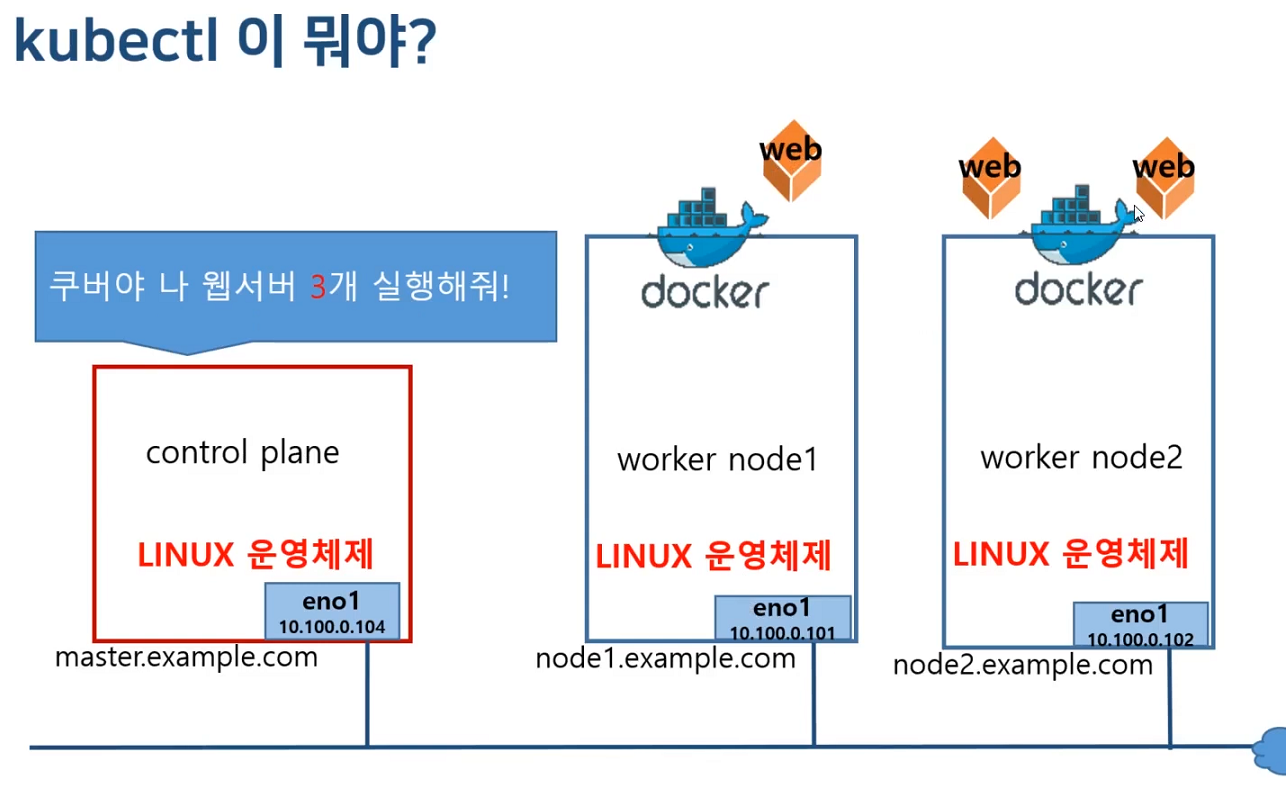 kubectl 이 뭐야?
web
web
web
쿠버야 나 웹서버 3개 실행해줘!
docker
docker
control plane
worker node1
worker node2
LINUX 운영체제
LINUX 운영체제
LINUX 운영체제
eno1
10.100.0.104
eno1
10.100.0.101
eno1
10.100.0.102
master.example.com
node1.example.com
node2.example.com